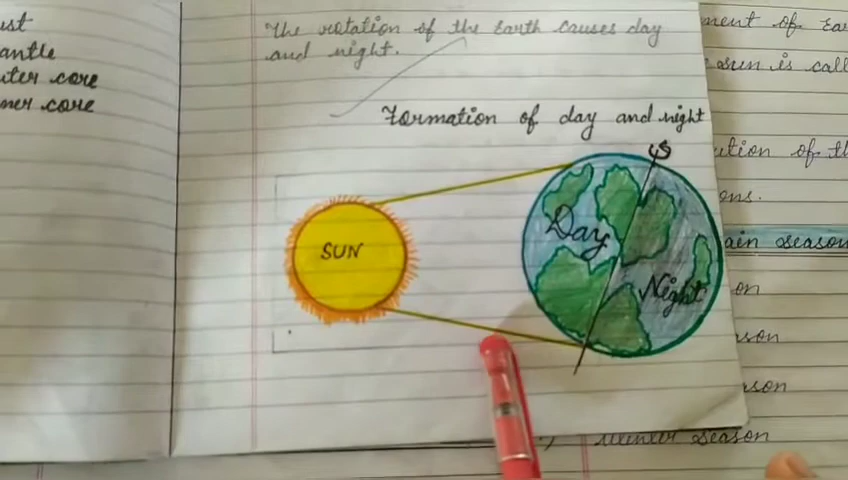 ust
antle
uter core
ner core
The rotation of the Earth causes day
and night.
Formation of day and night
SUN
Day
Night
ment of Ea
sun is call
ution of th
ons.
ain season
on
son
son
Winter season